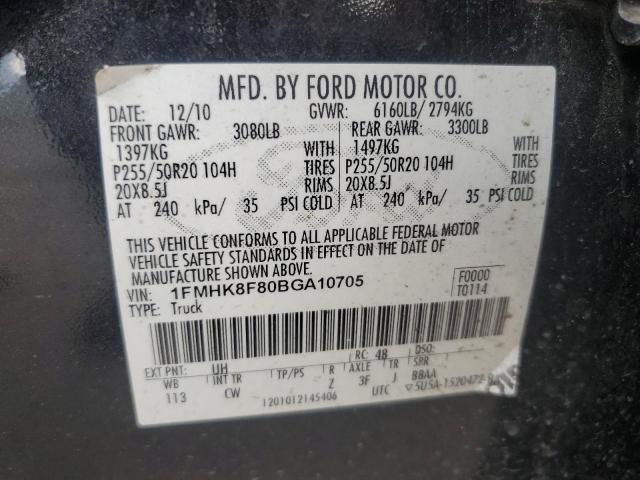 MFD. BY FORD MOTOR CO.
DATE: 12/10 GVWR: 6160LB/ 2794KG
FRONT GAWR: 3080LB REAR GAWR: 3300LB
1397KG WITH 1497KG WITH
P255/50R20 104H TIRES P255/50R20 104H TIRES
20X8.5J RIMS 20X8.5J RIMS
AT 240 kPa/ 35 PSI COLD AT 240 kPa/ 35 PSI COLD
THIS VEHICLE CONFORMS TO ALL APPLICABLE FEDERAL MOTOR
VEHICLE SAFETY STANDARDS IN EFFECT ON THE DATE OF
MANUFACTURE SHOWN ABOVE.
VIN: 1FMHK8F80BGA10705 F0000
TYPE: Truck T0114
RC: 48 DSO:
EXT PNT: UH
WB INT TR TP/PS R AXLE TR SPR
113 CW Z 3F J BBAA
1201012145406 UTC